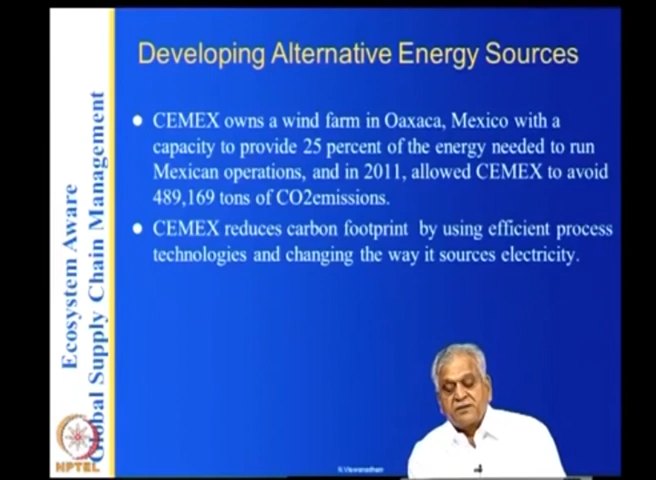 Developing Alternative Energy Sources
● CEMEX owns a wind farm in Oaxaca, Mexico with a
capacity to provide 25 percent of the energy needed to run
Mexican operations, and in 2011, allowed CEMEX to avoid
489,169 tons of CO2emissions.
● CEMEX reduces carbon footprint by using efficient process
technologies and changing the way it sources electricity.
Ecosystem Aware
Global Supply Chain Management
NPTEL
N.Viswanadham